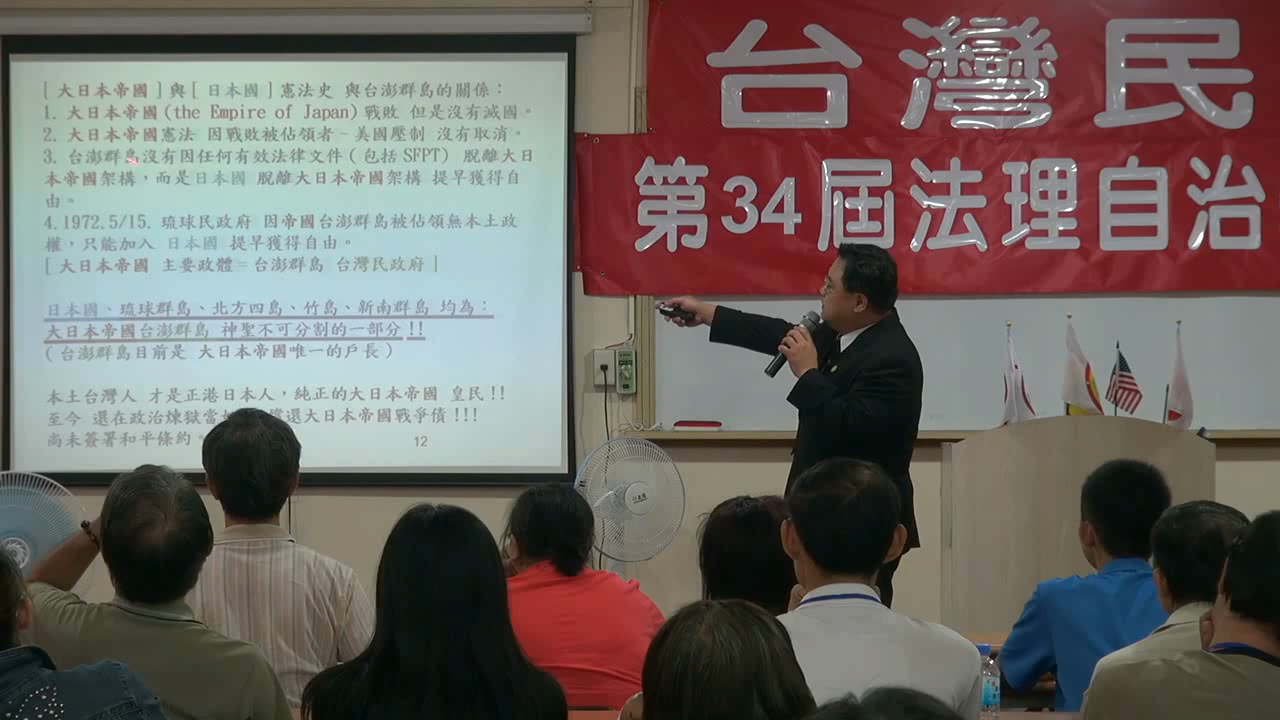 [ 大日本帝國 ] 與 [ 日本國 ] 憲法史 與台澎群島的關係：
1. 大日本帝國 (the Empire of Japan) 戰敗 但是沒有滅國。
2. 大日本帝國憲法 因戰敗被佔領者－美國壓制 沒有取消。
3. 台澎群島沒有因任何有效法律文件 ( 包括 SFPT) 脫離大日
本帝國架構，而是日本國 脫離大日本帝國架構 提早獲得自
由。
4.1972.5/15. 琉球民政府 因帝國台澎群島被佔領無本土政
權，只能加入 日本國 提早獲得自由。
[ 大日本帝國 主要政體＝台澎群島 台灣民政府 ]
日本國、琉球群島、北方四島、竹島、新南群島 均為：
大日本帝國台澎群島 神聖不可分割的一部分 !!
( 台澎群島目前是 大日本帝國唯一的戶長 )
本土台灣人 才是正港日本人，純正的大日本帝國 皇民 !!
至今 還在政治煉獄當 還大日本帝國戰爭債 !!!
尚未簽署和平條約。
12
台灣民
第34屆法理自治